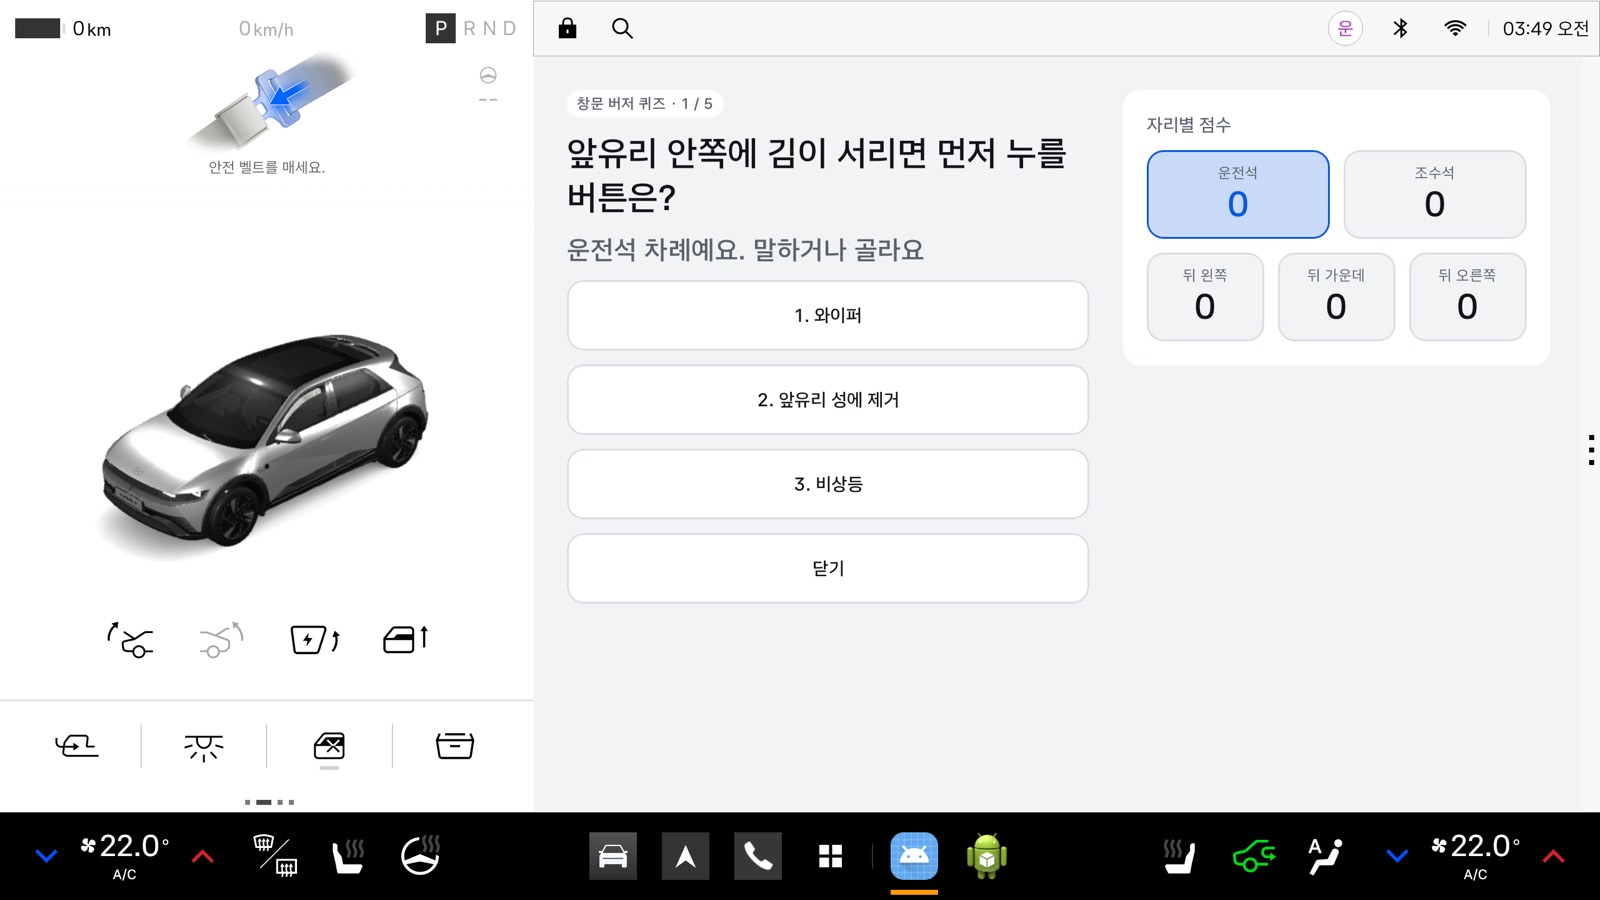 0 km
0 km/h
P R N D
운
03:49 오전
--
안전 벨트를 매세요.
창문 버저 퀴즈 · 1 / 5
앞유리 안쪽에 김이 서리면 먼저 누를
버튼은?
운전석 차례예요. 말하거나 골라요
1. 와이퍼
2. 앞유리 성에 제거
3. 비상등
닫기
자리별 점수
운전석
0
조수석
0
뒤 왼쪽
0
뒤 가운데
0
뒤 오른쪽
0
22.0°
A/C
A
22.0°
A/C